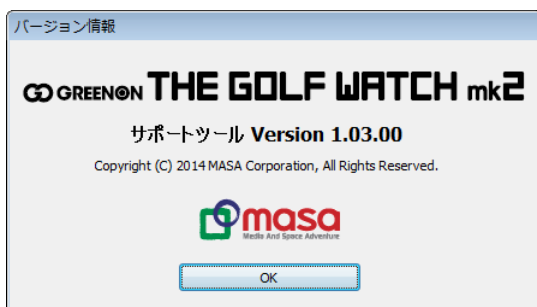 バージョン情報
GREENON THE GOLF WATCH mk2
サポートツール Version 1.03.00
Copyright (C) 2014 MASA Corporation, All Rights Reserved.
masa
Media And Space Adventure
OK